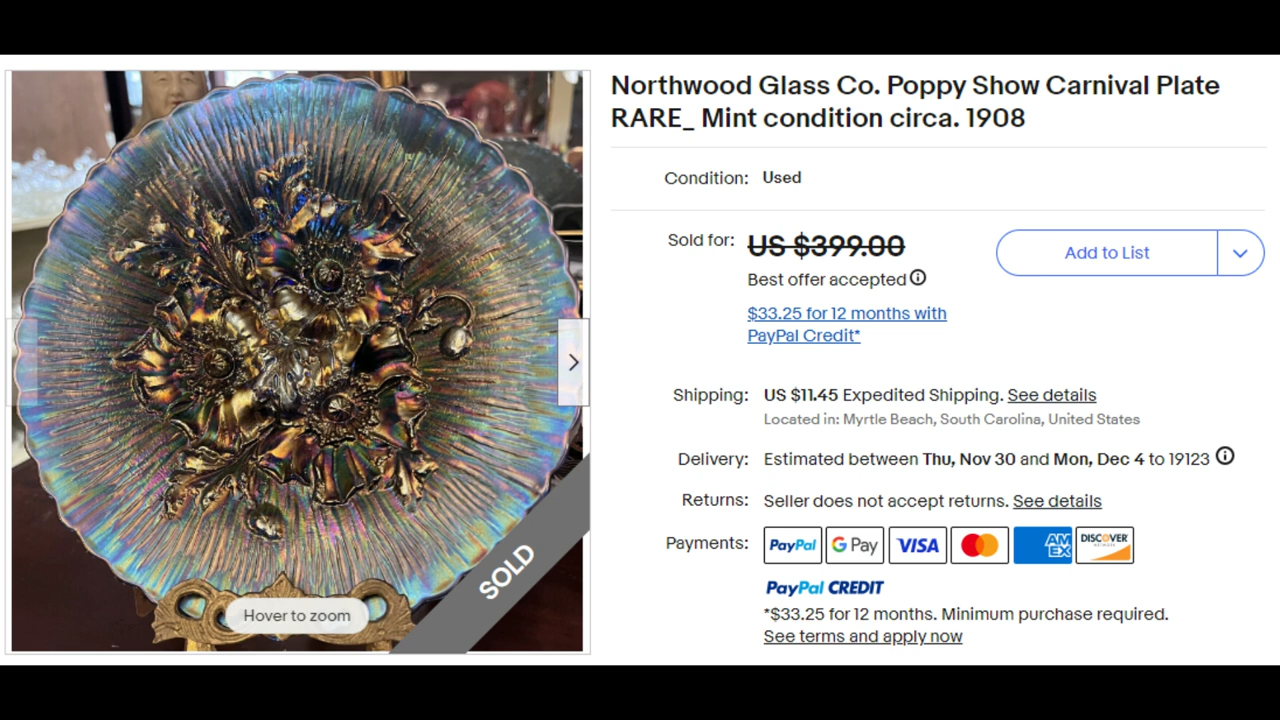 Northwood Glass Co. Poppy Show Carnival Plate
RARE_ Mint condition circa. 1908
Condition: Used
Sold for: US $399.00
Add to List
Best offer accepted
$33.25 for 12 months with
PayPal Credit*
Shipping: US $11.45 Expedited Shipping. See details
Located in: Myrtle Beach, South Carolina, United States
Delivery: Estimated between Thu, Nov 30 and Mon, Dec 4 to 19123
Returns: Seller does not accept returns. See details
Payments: PayPal G Pay VISA AM EX DISCOVER
PayPal CREDIT
*$33.25 for 12 months. Minimum purchase required.
See terms and apply now
SOLD
Hover to zoom